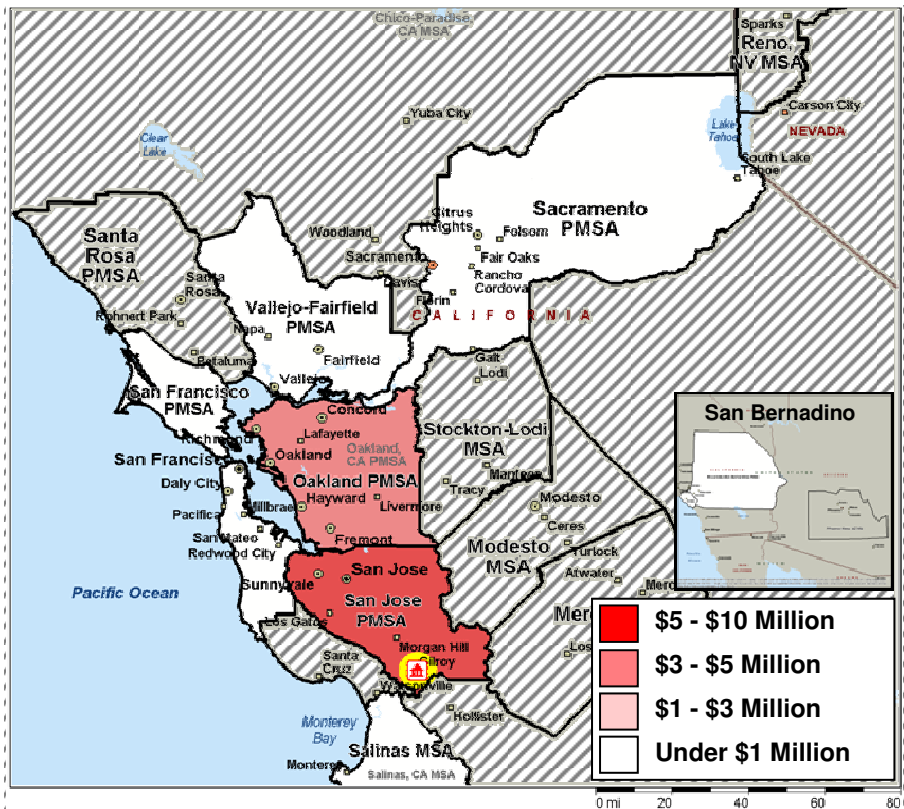 Chico-Paradise,
CA MSA
Sparks
Reno,
NV MSA
Carson City
NEVADA
Yuba City
Clear
Lake
Lake
Tahoe
South Lake
Tahoe
Citrus
Heights
Sacramento
PMSA
Folsom
Fair Oaks
Rancho
Cordova
Florin
Woodland
Sacramento
Davis
CALIFORNIA
Santa
Rosa
PMSA
Santa
Rosa
Rohnert Park
Petaluma
Vallejo-Fairfield
PMSA
Napa
Fairfield
Vallejo
Galt
Lodi
San Francisco
PMSA
Concord
Richmond
Lafayette
Oakland,
CA PMSA
Oakland
Oakland PMSA
San Francisc
Daly City
Hayward
Livermore
Pacifica
Millbrae
San Mateo
Fremont
Redwood City
Stockton-Lodi
MSA
Manteca
Tracy
Modesto
Ceres
Modesto
MSA
Turlock
Atwater
Merc
Merc
Los
San Bernadino
San Jose
Sunnyvale
San Jose
PMSA
Los Gatos
Morgan Hill
Gilroy
Santa
Cruz
Watsonville
Hollister
Pacific Ocean
Monterey
Bay
Salinas MSA
Monterey
Salinas, CA MSA
$5 - $10 Million
$3 - $5 Million
$1 - $3 Million
Under $1 Million
0 mi 20 40 60 80